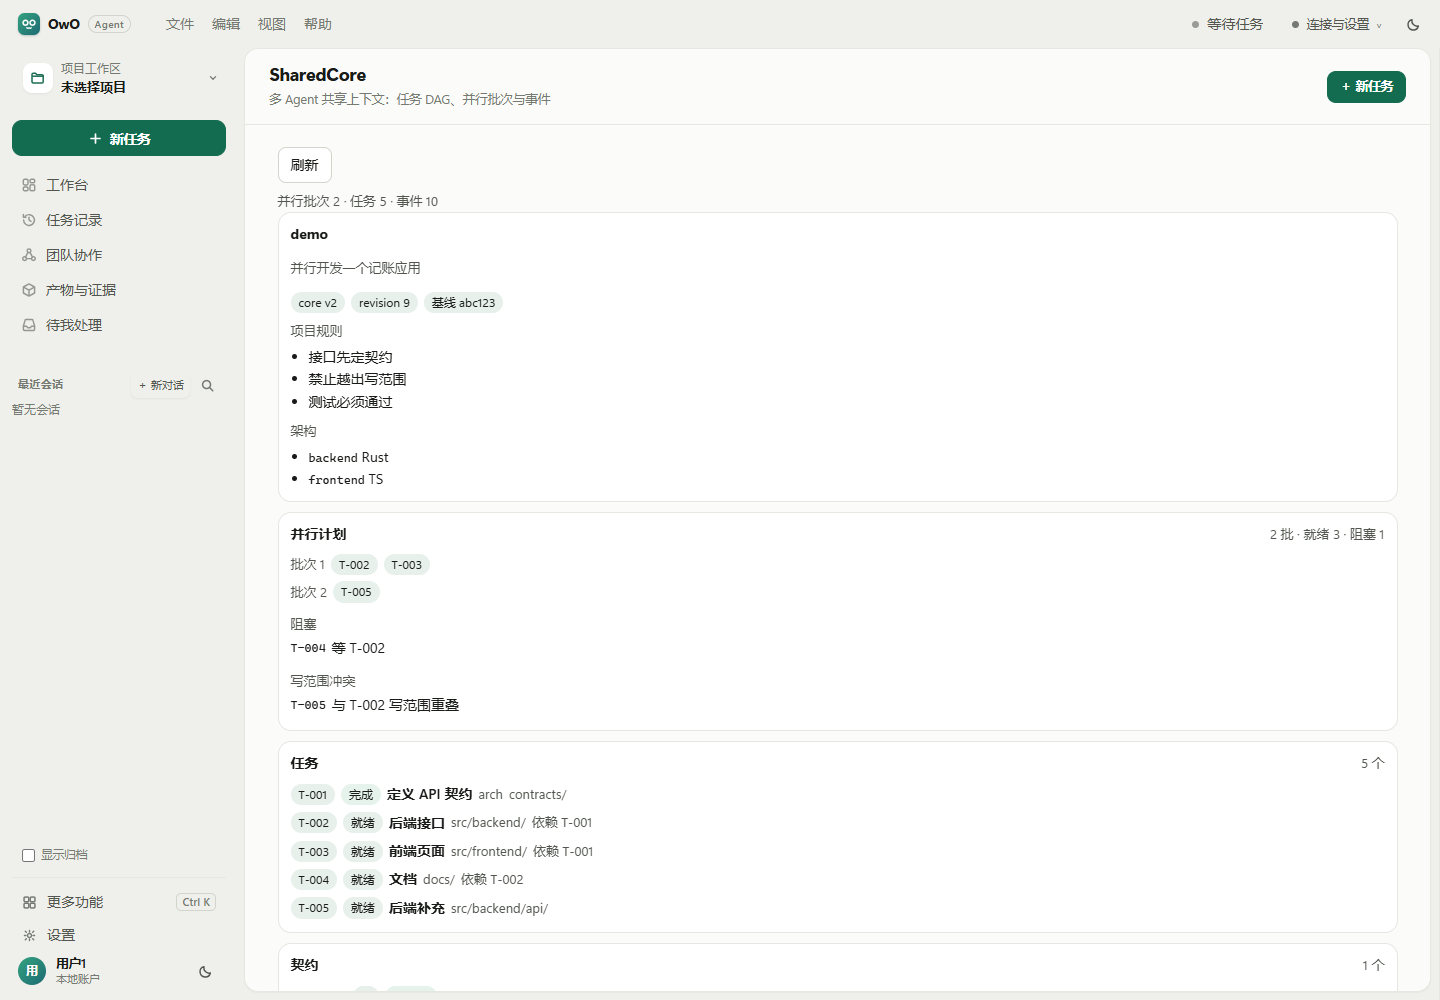 OwO Agent 文件 编辑 视图 帮助 等待任务 连接与设置
项目工作区
未选择项目
+ 新任务
工作台
任务记录
团队协作
产物与证据
待我处理
最近会话 + 新对话
暂无会话
显示归档
更多功能 Ctrl K
设置
用 用户1
本地账户
SharedCore
多 Agent 共享上下文：任务 DAG、并行批次与事件
+ 新任务
刷新
并行批次 2 · 任务 5 · 事件 10
demo
并行开发一个记账应用
core v2 revision 9 基线 abc123
项目规则
• 接口先定契约
• 禁止越出写范围
• 测试必须通过
架构
• backend Rust
• frontend TS
并行计划 2 批 · 就绪 3 · 阻塞 1
批次 1 T-002 T-003
批次 2 T-005
阻塞
T-004 等 T-002
写范围冲突
T-005 与 T-002 写范围重叠
任务 5 个
T-001 完成 定义 API 契约 arch contracts/
T-002 就绪 后端接口 src/backend/ 依赖 T-001
T-003 就绪 前端页面 src/frontend/ 依赖 T-001
T-004 就绪 文档 docs/ 依赖 T-002
T-005 就绪 后端补充 src/backend/api/
契约 1 个